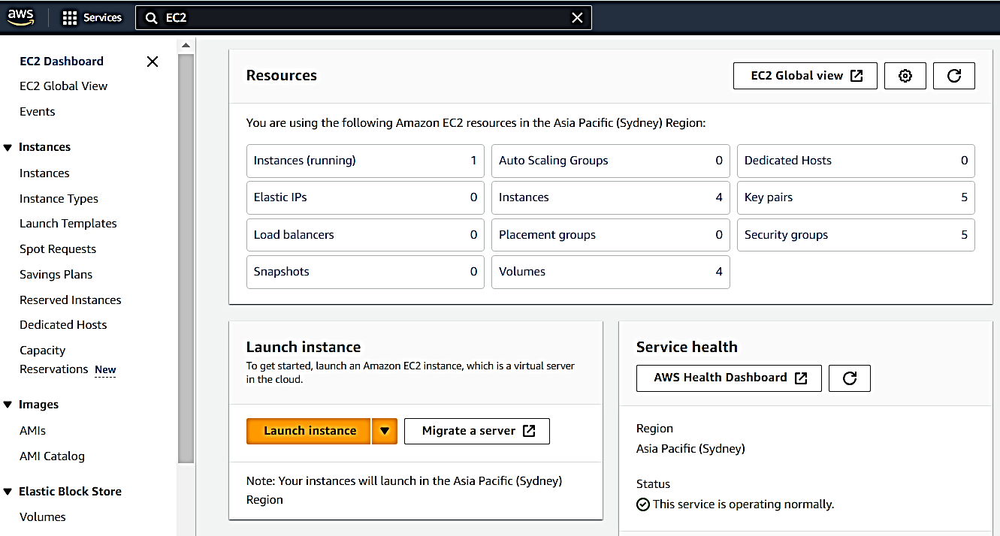 aws
Services
EC2
EC2 Dashboard
EC2 Global View
Events
Instances
Instances
Instance Types
Launch Templates
Spot Requests
Savings Plans
Reserved Instances
Dedicated Hosts
Capacity
Reservations New
Images
AMIs
AMI Catalog
Elastic Block Store
Volumes
Resources
EC2 Global view
You are using the following Amazon EC2 resources in the Asia Pacific (Sydney) Region:
Instances (running) 1
Auto Scaling Groups 0
Dedicated Hosts 0
Elastic IPs 0
Instances 4
Key pairs 5
Load balancers 0
Placement groups 0
Security groups 5
Snapshots 0
Volumes 4
Launch instance
To get started, launch an Amazon EC2 instance, which is a virtual server
in the cloud.
Launch instance
Migrate a server
Note: Your instances will launch in the Asia Pacific (Sydney)
Region
Service health
AWS Health Dashboard
Region
Asia Pacific (Sydney)
Status
This service is operating normally.